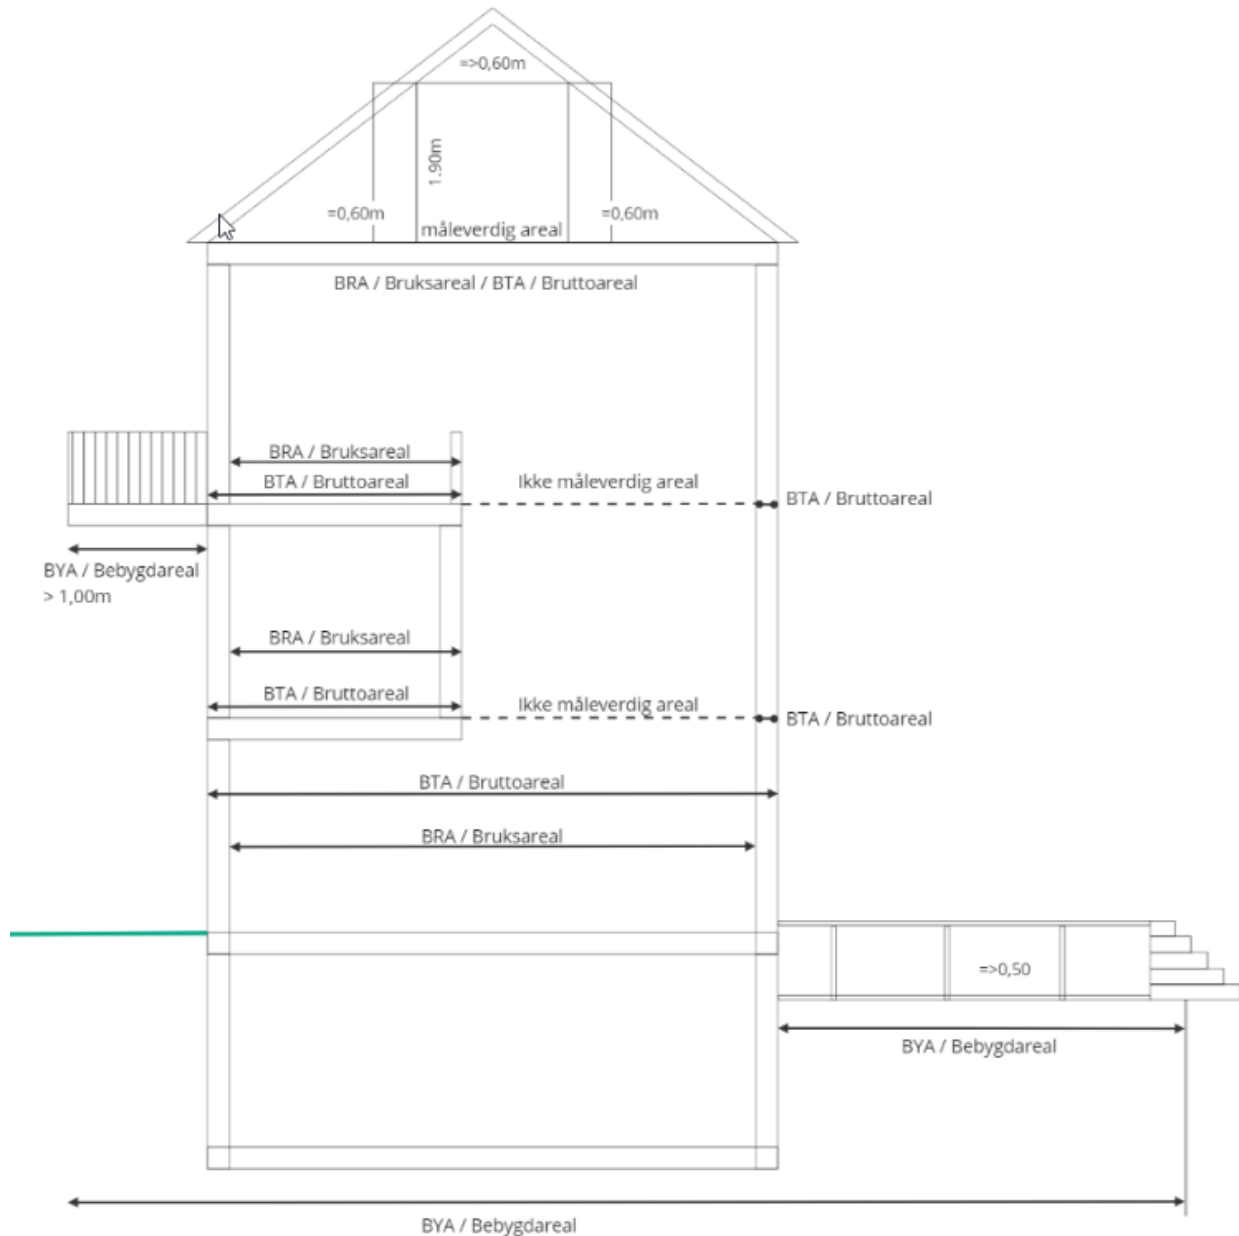 =>0,60m
1.90m
=0,60m
=0,60m
måleverdig areal
BRA / Bruksareal / BTA / Bruttoareal
BRA / Bruksareal
BTA / Bruttoareal
Ikke måleverdig areal
BTA / Bruttoareal
BYA / Bebygdareal
> 1,00m
BRA / Bruksareal
BTA / Bruttoareal
Ikke måleverdig areal
BTA / Bruttoareal
BTA / Bruttoareal
BRA / Bruksareal
=>0,50
BYA / Bebygdareal
BYA / Bebygdareal